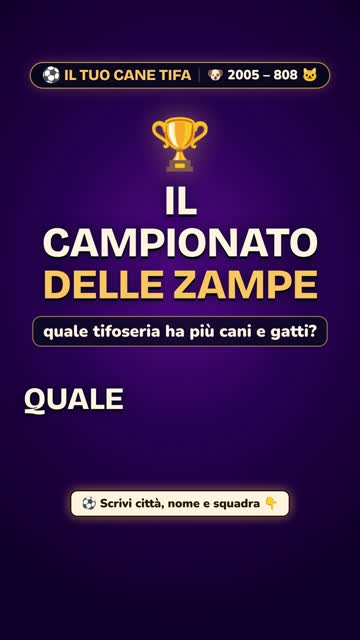 ⚽ IL TUO CANE TIFA | 🐶 2005 – 808 🐱
IL
CAMPIONATO
DELLE ZAMPE
quale tifoseria ha più cani e gatti?
QUALE
⚽ Scrivi città, nome e squadra 👇